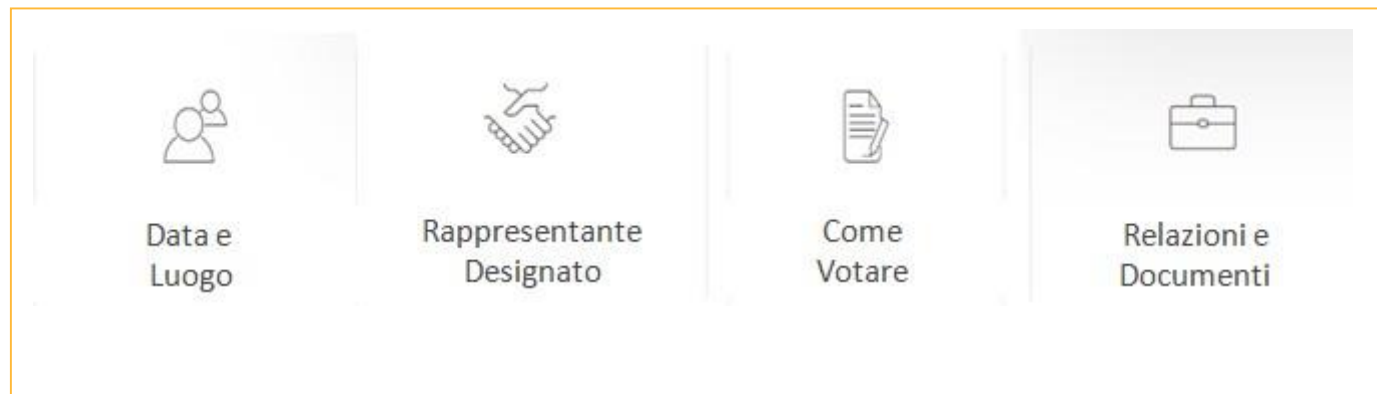 Data e
Luogo
Rappresentante
Designato
Come
Votare
Relazioni e
Documenti